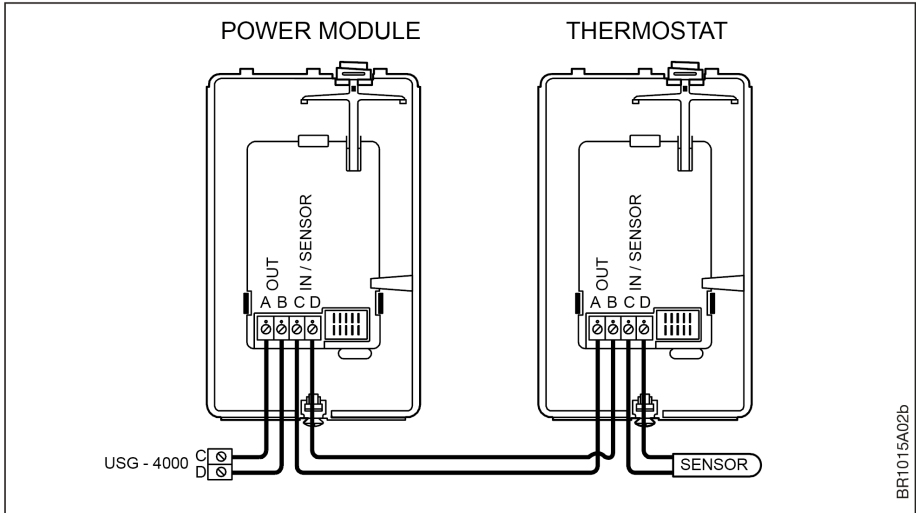 POWER MODULE
THERMOSTAT
OUT
IN / SENSOR
A B C D
OUT
IN / SENSOR
A B C D
USG - 4000
C
D
SENSOR
BR1015A02b